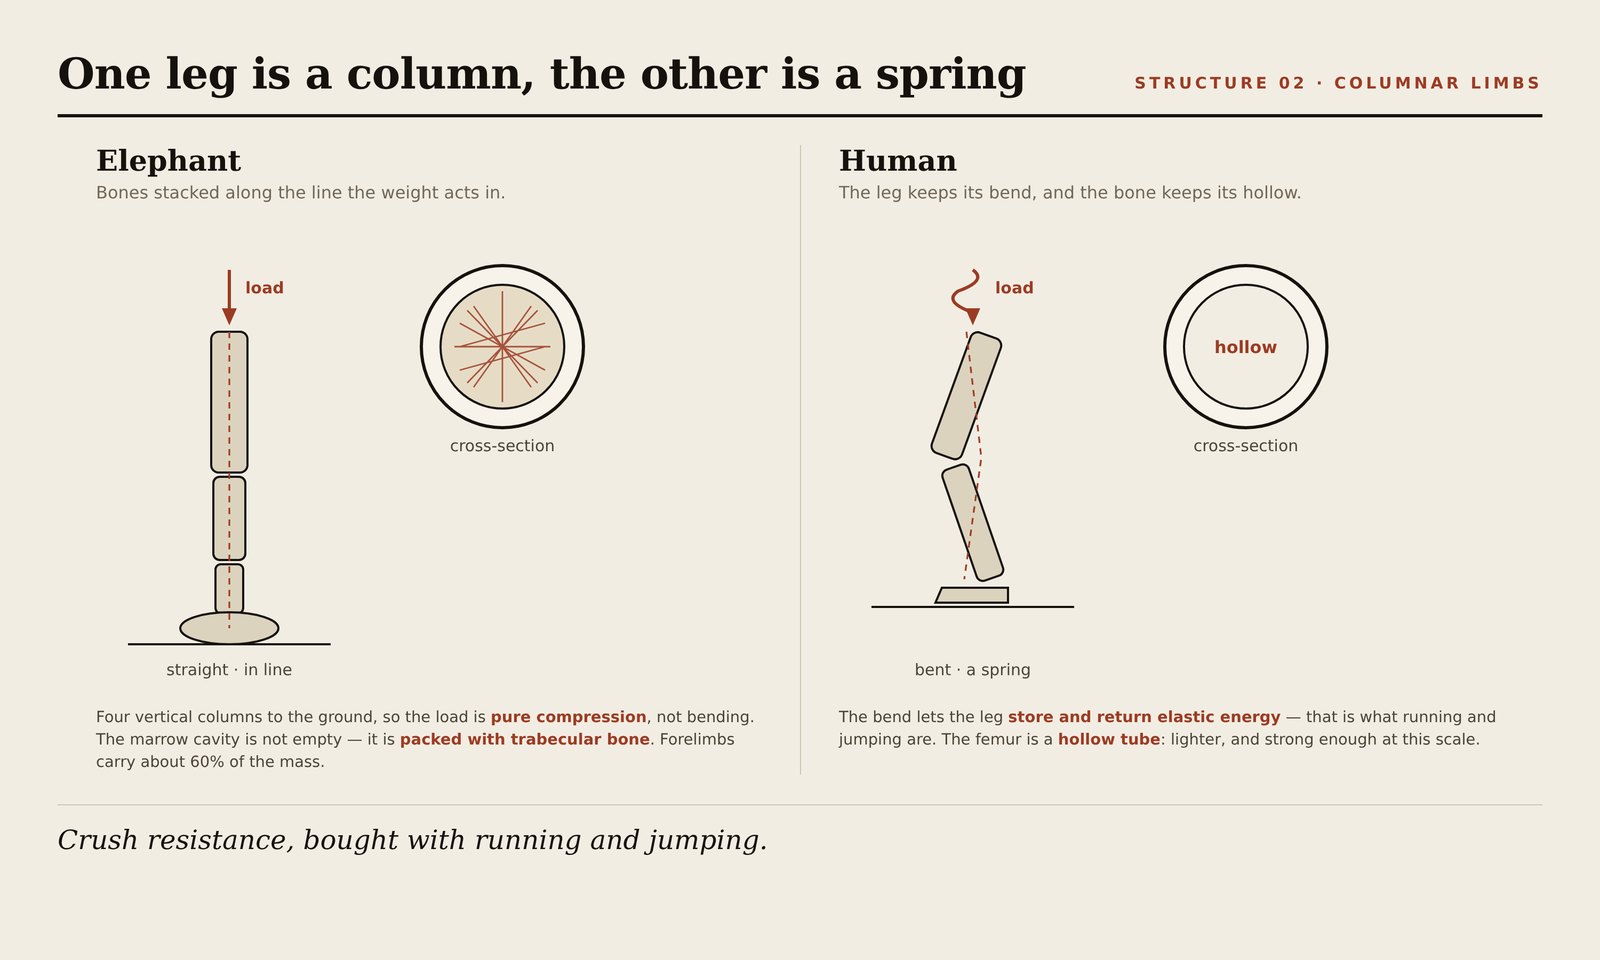 One leg is a column, the other is a spring
STRUCTURE 02 · COLUMNAR LIMBS
Elephant
Bones stacked along the line the weight acts in.
load
cross-section
straight · in line
Four vertical columns to the ground, so the load is pure compression, not bending.
The marrow cavity is not empty — it is packed with trabecular bone. Forelimbs
carry about 60% of the mass.
Human
The leg keeps its bend, and the bone keeps its hollow.
load
hollow
cross-section
bent · a spring
The bend lets the leg store and return elastic energy — that is what running and
jumping are. The femur is a hollow tube: lighter, and strong enough at this scale.
Crush resistance, bought with running and jumping.